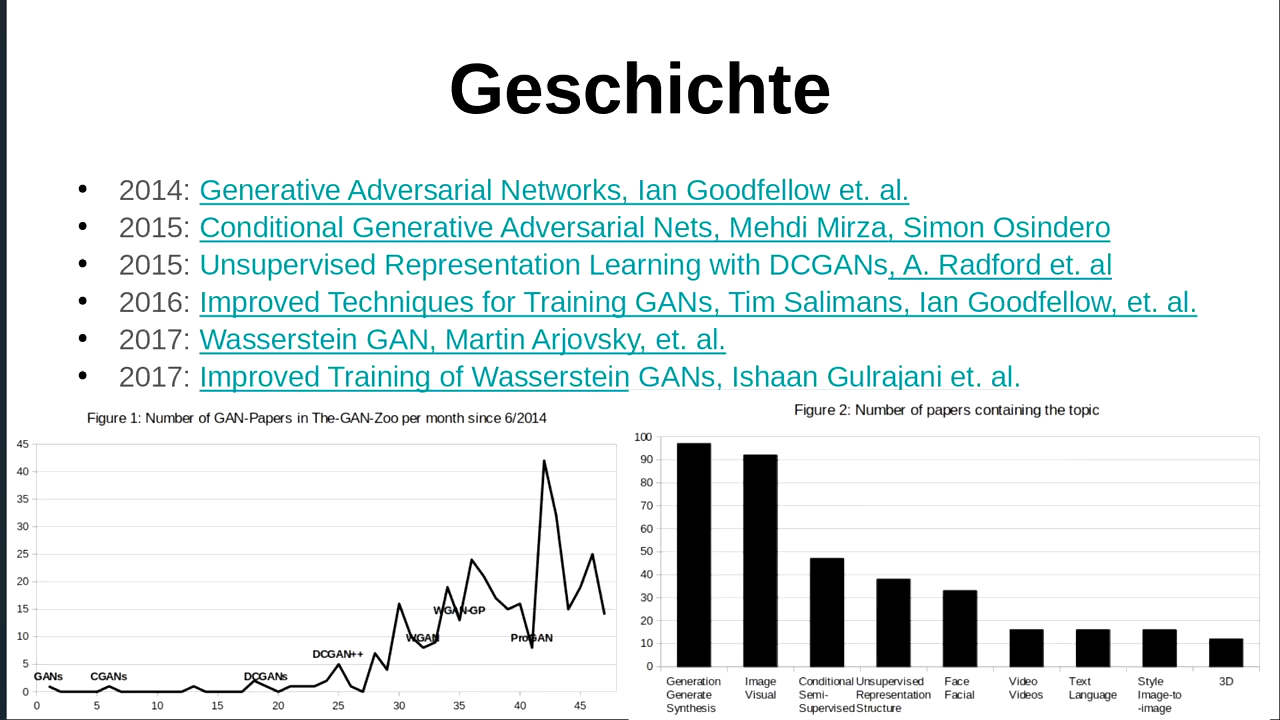 Geschichte
• 2014: Generative Adversarial Networks, Ian Goodfellow et. al.
• 2015: Conditional Generative Adversarial Nets, Mehdi Mirza, Simon Osindero
• 2015: Unsupervised Representation Learning with DCGANs, A. Radford et. al
• 2016: Improved Techniques for Training GANs, Tim Salimans, Ian Goodfellow, et. al.
• 2017: Wasserstein GAN, Martin Arjovsky, et. al.
• 2017: Improved Training of Wasserstein GANs, Ishaan Gulrajani et. al.
Figure 1: Number of GAN-Papers in The-GAN-Zoo per month since 6/2014
45
40
35
30
25
20
15
10
5
0
GANs
CGANs
DCGANs
DCGAN++
WGAN
WGAN-GP
ProGAN
0 5 10 15 20 25 30 35 40 45
Figure 2: Number of papers containing the topic
100
90
80
70
60
50
40
30
20
10
0
Generation
Generate
Synthesis
Image
Visual
Conditional
Semi-
Supervised
Unsupervised
Representation
Structure
Face
Facial
Video
Videos
Text
Language
Style
Image-to
-image
3D